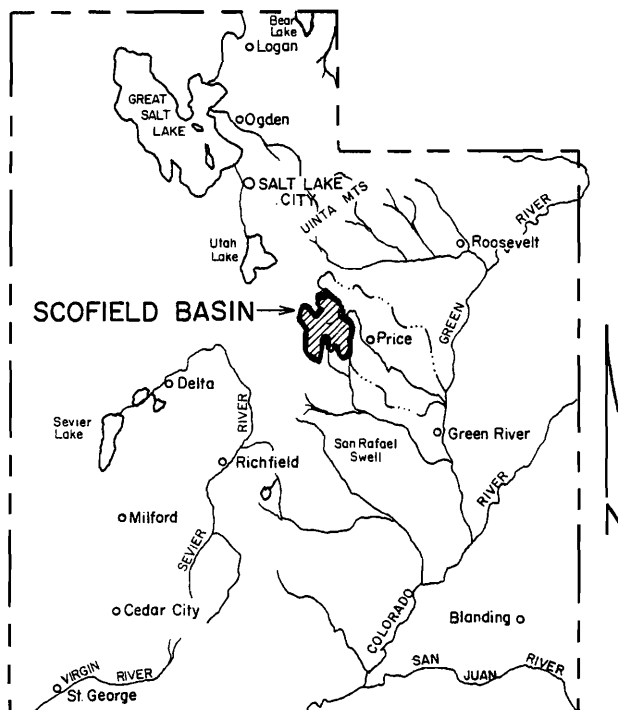 Bear
Lake
Logan
GREAT
SALT
LAKE
Ogden
SALT LAKE
CITY
UINTA MTS
RIVER
Roosevelt
Utah
Lake
SCOFIELD BASIN
GREEN
Price
Delta
Sevier
Lake
RIVER
Green River
San Rafael
Swell
Richfield
RIVER
Milford
SEVIER
Cedar City
COLORADO
Blanding
VIRGIN RIVER
St. George
SAN JUAN RIVER
N